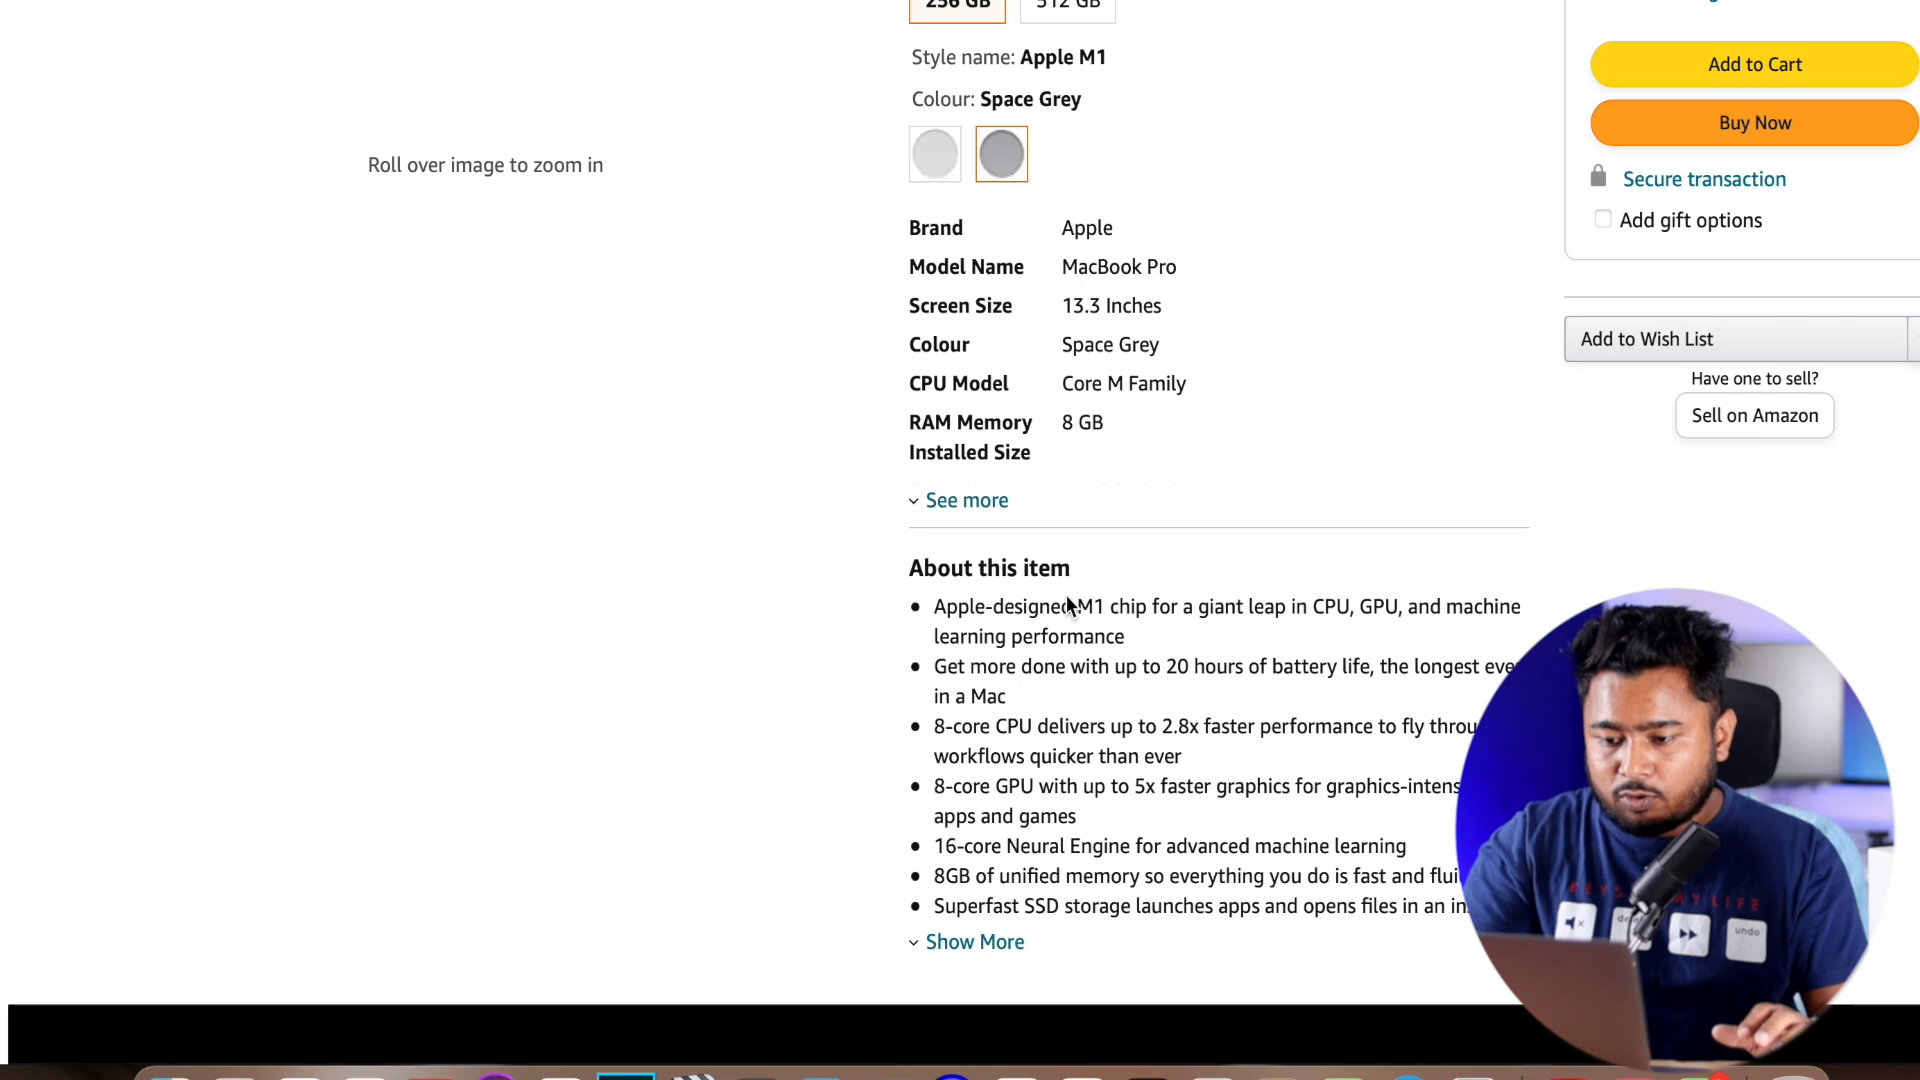 256 GB 512 GB
Style name: Apple M1
Colour: Space Grey
Roll over image to zoom in
Brand Apple
Model Name MacBook Pro
Screen Size 13.3 Inches
Colour Space Grey
CPU Model Core M Family
RAM Memory 8 GB
Installed Size
See more
About this item
Apple-designed M1 chip for a giant leap in CPU, GPU, and machine
learning performance
Get more done with up to 20 hours of battery life, the longest eve
in a Mac
8-core CPU delivers up to 2.8x faster performance to fly throu
workflows quicker than ever
8-core GPU with up to 5x faster graphics for graphics-intens
apps and games
16-core Neural Engine for advanced machine learning
8GB of unified memory so everything you do is fast and flui
Superfast SSD storage launches apps and opens files in an in
Show More
Add to Cart
Buy Now
Secure transaction
Add gift options
Add to Wish List
Have one to sell?
Sell on Amazon
KEYS MY LIFE
undo